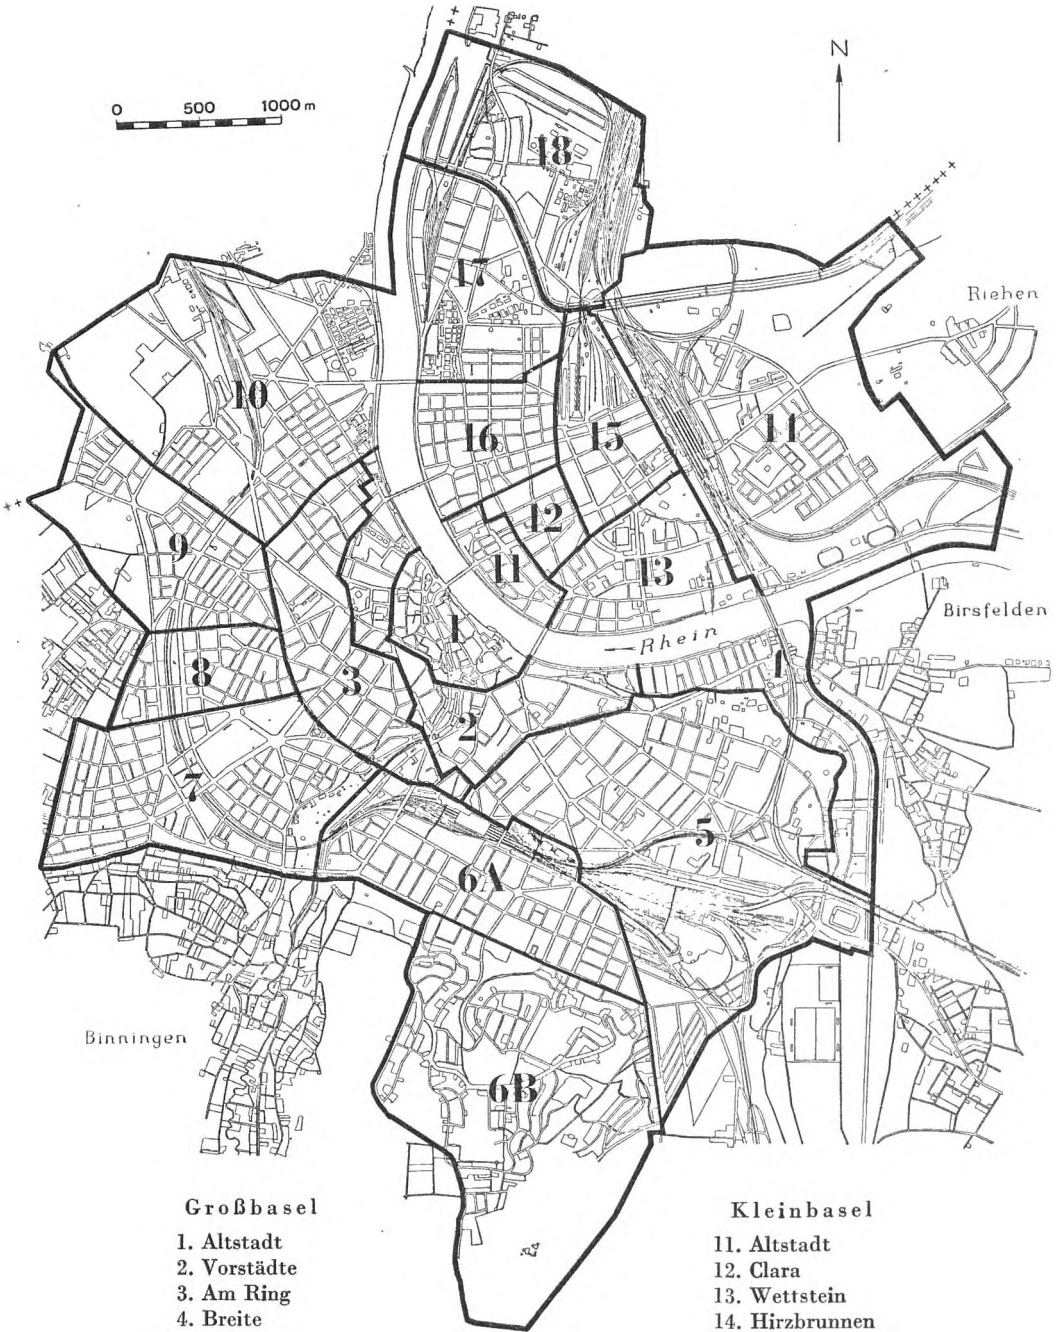 N
0 500 1000 m
18
17
Riehen
10
16
15
14
12
9
11
13
1
Rhein
Birsfelden
8
3
4
2
7
5
6A
Binningen
6B
Großbasel
1. Altstadt
2. Vorstädte
3. Am Ring
4. Breite
Kleinbasel
11. Altstadt
12. Clara
13. Wettstein
14. Hirzbrunnen